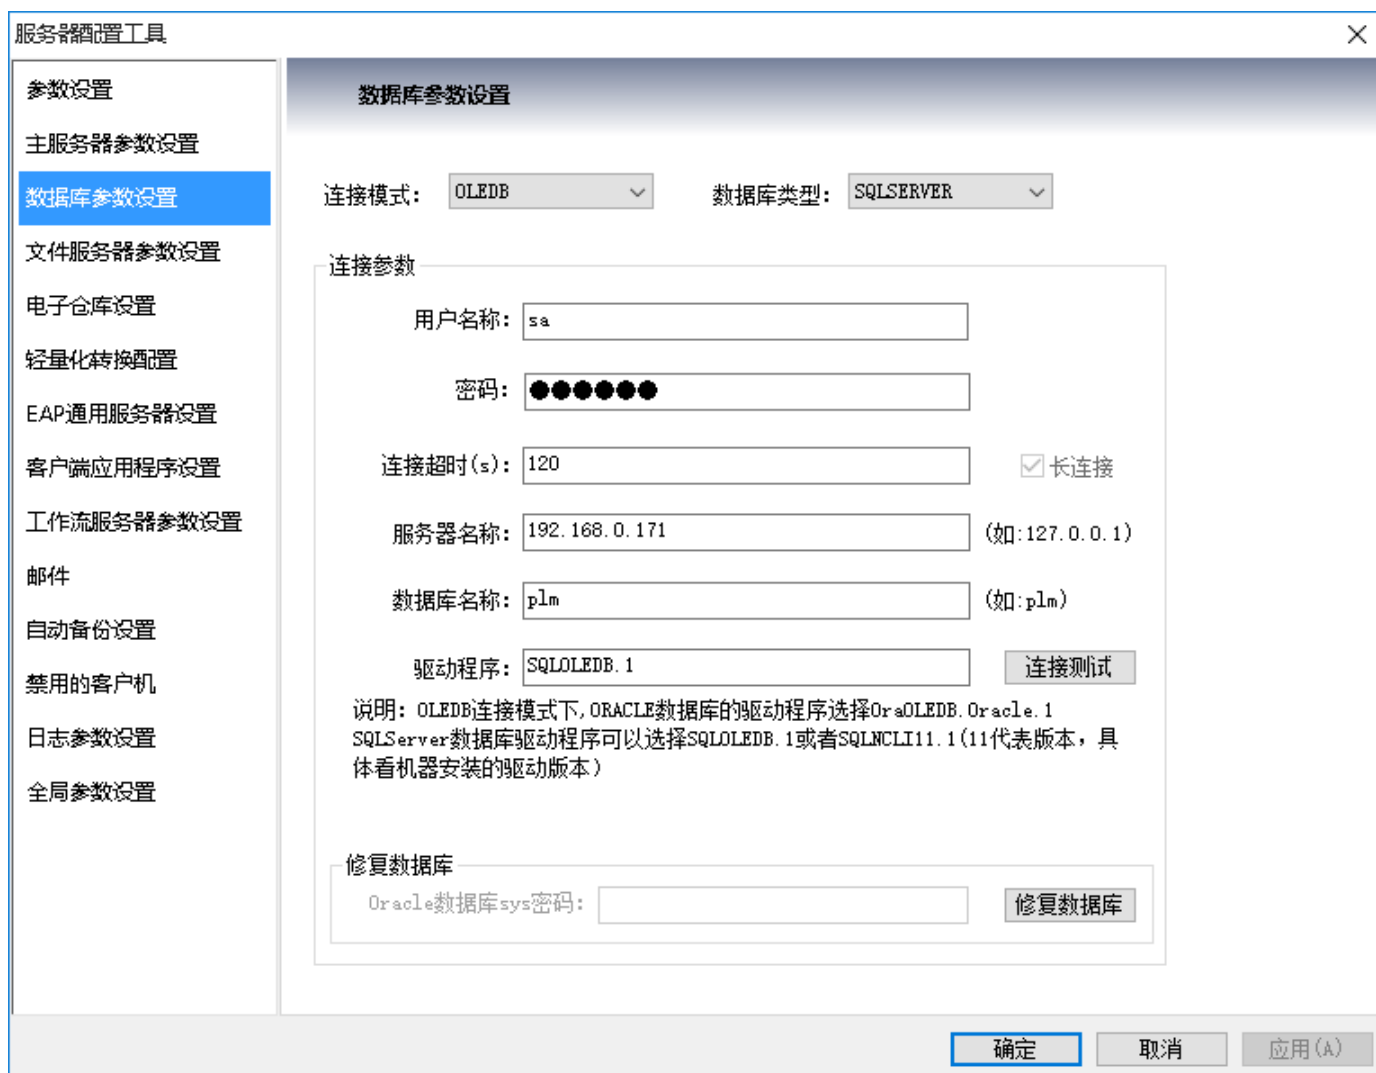 服务器配置工具
参数设置
主服务器参数设置
数据库参数设置
文件服务器参数设置
电子仓库设置
轻量化转换配置
EAP通用服务器设置
客户端应用程序设置
工作流服务器参数设置
邮件
自动备份设置
禁用的客户机
日志参数设置
全局参数设置
数据库参数设置
连接模式: OLEDB 数据库类型: SQLSERVER
连接参数
用户名称: sa
密码: ●●●●●●
连接超时(s): 120 长连接
服务器名称: 192.168.0.171 (如:127.0.0.1)
数据库名称: plm (如:plm)
驱动程序: SQLOLEDB.1 连接测试
说明: OLEDB连接模式下,ORACLE数据库的驱动程序选择OraOLEDB.Oracle.1
SQLServer数据库驱动程序可以选择SQLOLEDB.1或者SQLNCLI11.1(11代表版本，具
体看机器安装的驱动版本)
修复数据库
Oracle数据库sys密码: 修复数据库
确定 取消 应用(A)